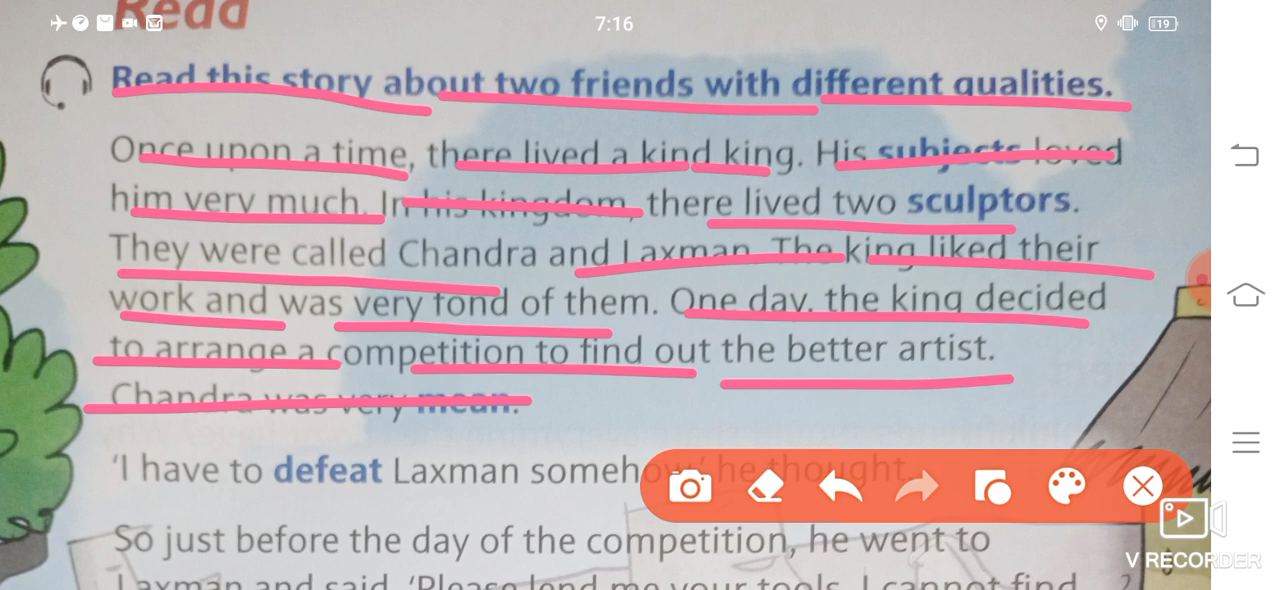 Read
7:16
19
Read this story about two friends with different qualities.
Once upon a time, there lived a kind king. His subjects loved
him very much. In his kingdom, there lived two sculptors.
They were called Chandra and Laxman. The king liked their
work and was very fond of them. One day, the king decided
to arrange a competition to find out the better artist.
Chandra was very mean.
'I have to defeat Laxman somehow,' he thought.
So just before the day of the competition, he went to
Laxman and said, 'Please lend me your tools. I cannot find
V RECORDER